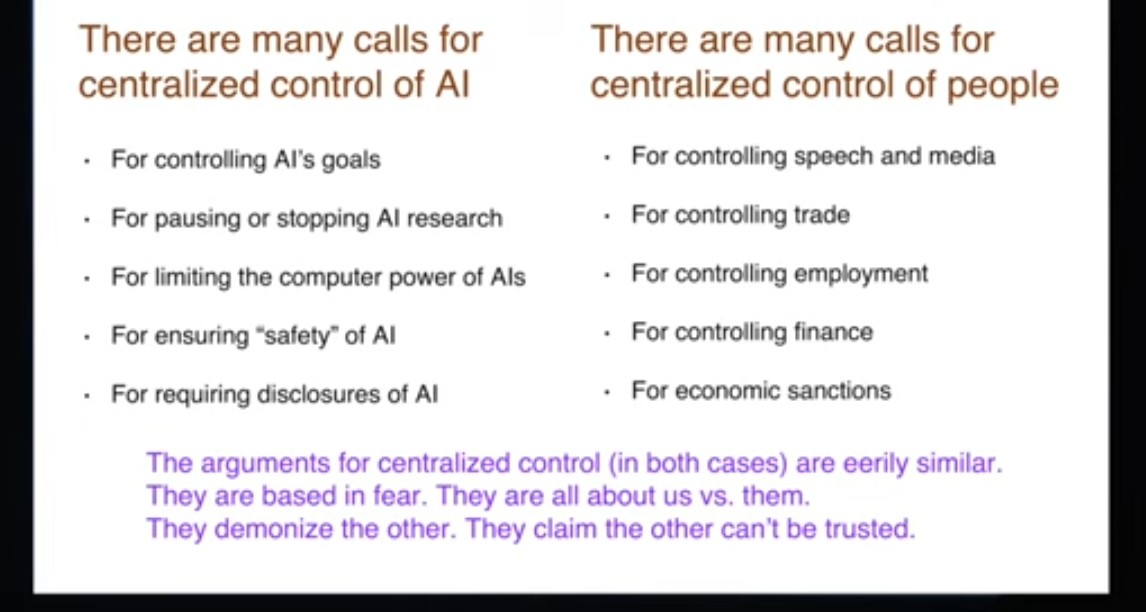 There are many calls for
centralized control of AI
· For controlling AI's goals
· For pausing or stopping AI research
· For limiting the computer power of AIs
· For ensuring “safety” of AI
· For requiring disclosures of AI
There are many calls for
centralized control of people
· For controlling speech and media
· For controlling trade
· For controlling employment
· For controlling finance
· For economic sanctions
The arguments for centralized control (in both cases) are eerily similar.
They are based in fear. They are all about us vs. them.
They demonize the other. They claim the other can't be trusted.